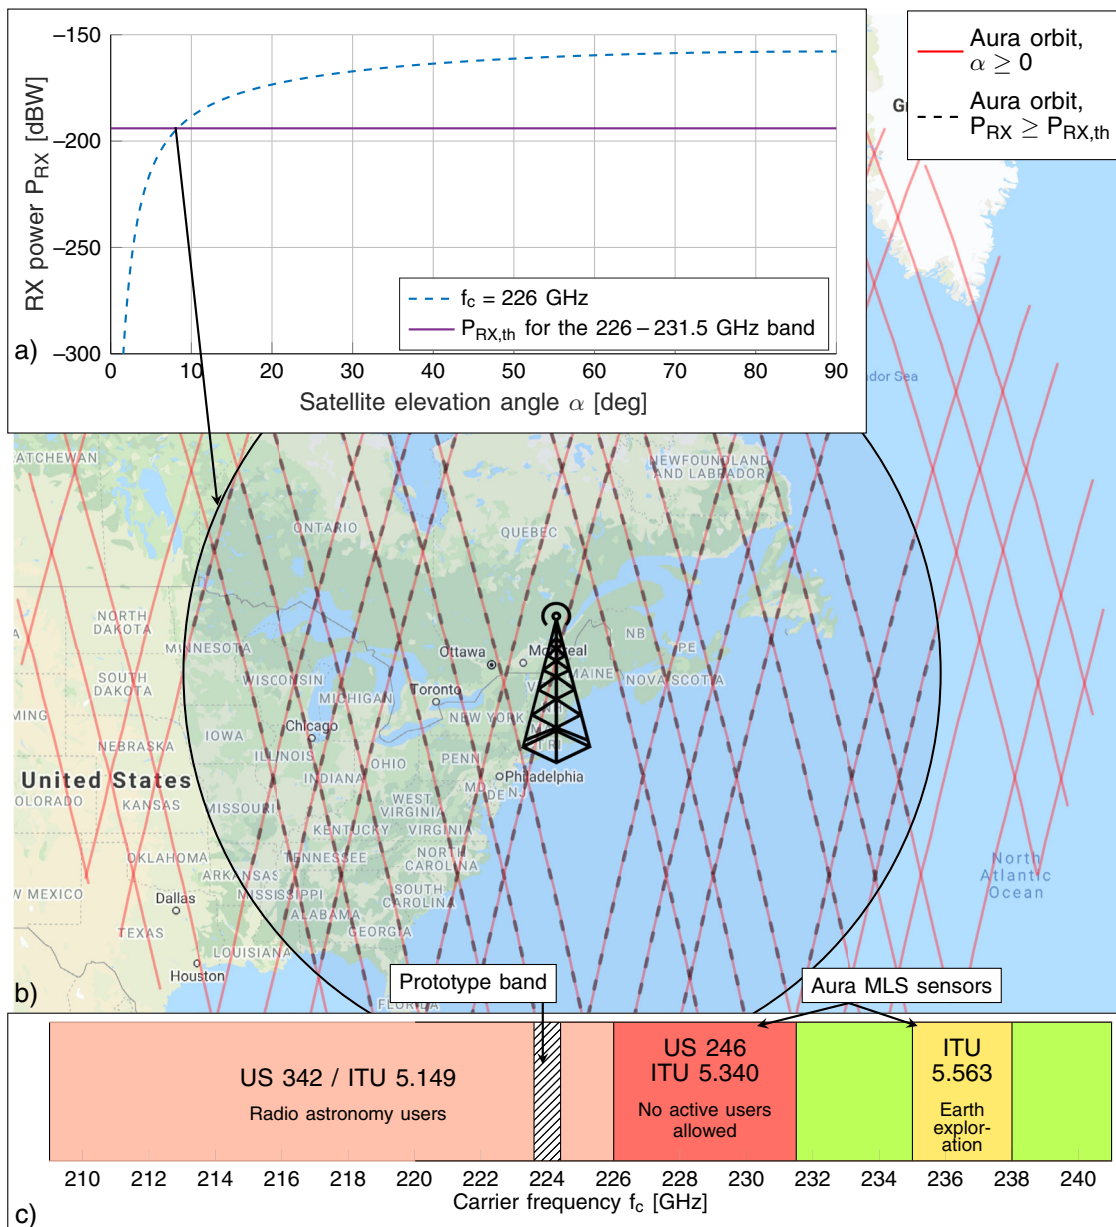 −150
−200
−250
−300
RX power P_RX [dBW]
0 10 20 30 40 50 60 70 80 90
Satellite elevation angle α [deg]
f_c = 226 GHz
P_RX,th for the 226 – 231.5 GHz band
a)
Aura orbit,
α ≥ 0
Aura orbit,
P_RX ≥ P_RX,th
Gr
ador Sea
ATCHEWAN
NEWFOUNDLAND
AND LABRADOR
ONTARIO
QUEBEC
NORTH
DAKOTA
MINNESOTA
NB
PE
Ottawa
Montreal
MAINE
NOVA SCOTIA
SOUTH
DAKOTA
WISCONSIN
MICHIGAN
Toronto
MING
NEW YORK
IOWA
Chicago
NEBRASKA
ILLINOIS
OHIO
PENN
INDIANA
United States
Philadelphia
MD
DE
NJ
OLORADO
KANSAS
MISSOURI
WEST
VIRGINIA
KENTUCKY
VIRGINIA
OKLAHOMA
TENNESSEE
NORTH
CAROLINA
North
Atlantic
Ocean
W MEXICO
ARKANSAS
MISSISSIPPI
SOUTH
CAROLINA
Dallas
ALABAMA
TEXAS
GEORGIA
LOUISIANA
Houston
FLORIDA
b)
Prototype band
Aura MLS sensors
US 342 / ITU 5.149
Radio astronomy users
US 246
ITU 5.340
No active users
allowed
ITU
5.563
Earth
explor-
ation
210 212 214 216 218 220 222 224 226 228 230 232 234 236 238 240
Carrier frequency f_c [GHz]
c)